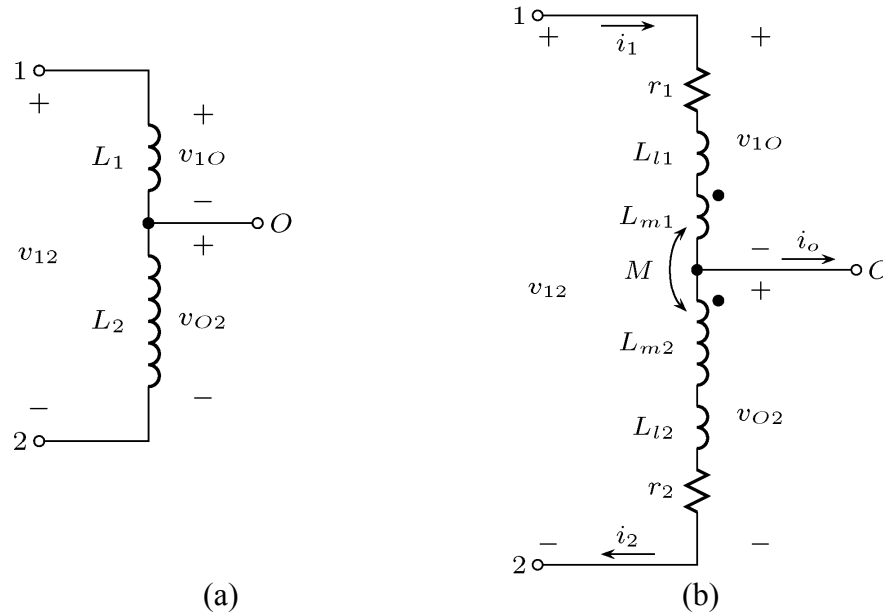 1
+
+
L1
v1O
−
O
+
v12
L2
vO2
−
−
2
(a)
1
+
i1
+
r1
Ll1
v1O
Lm1
−
io
M
O
v12
+
Lm2
Ll2
vO2
r2
−
i2
−
2
(b)